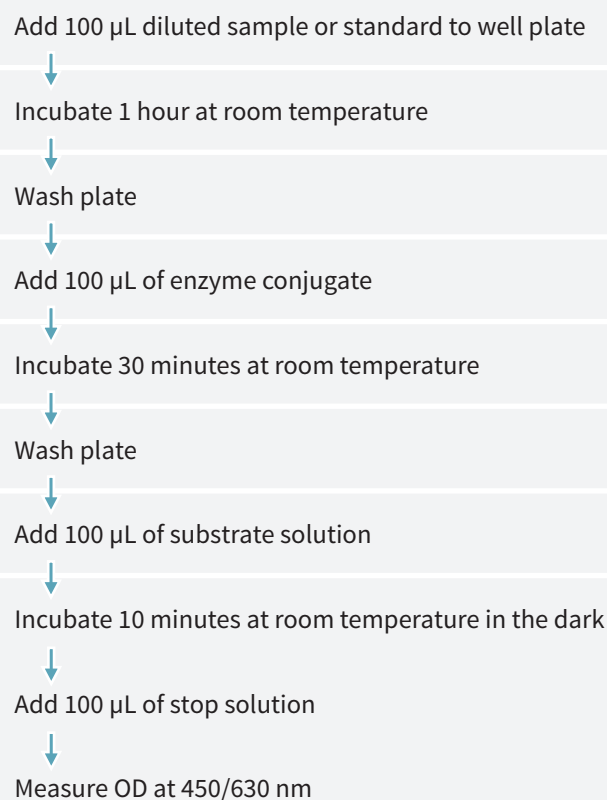 Add 100 µL diluted sample or standard to well plate
Incubate 1 hour at room temperature
Wash plate
Add 100 µL of enzyme conjugate
Incubate 30 minutes at room temperature
Wash plate
Add 100 µL of substrate solution
Incubate 10 minutes at room temperature in the dark
Add 100 µL of stop solution
Measure OD at 450/630 nm